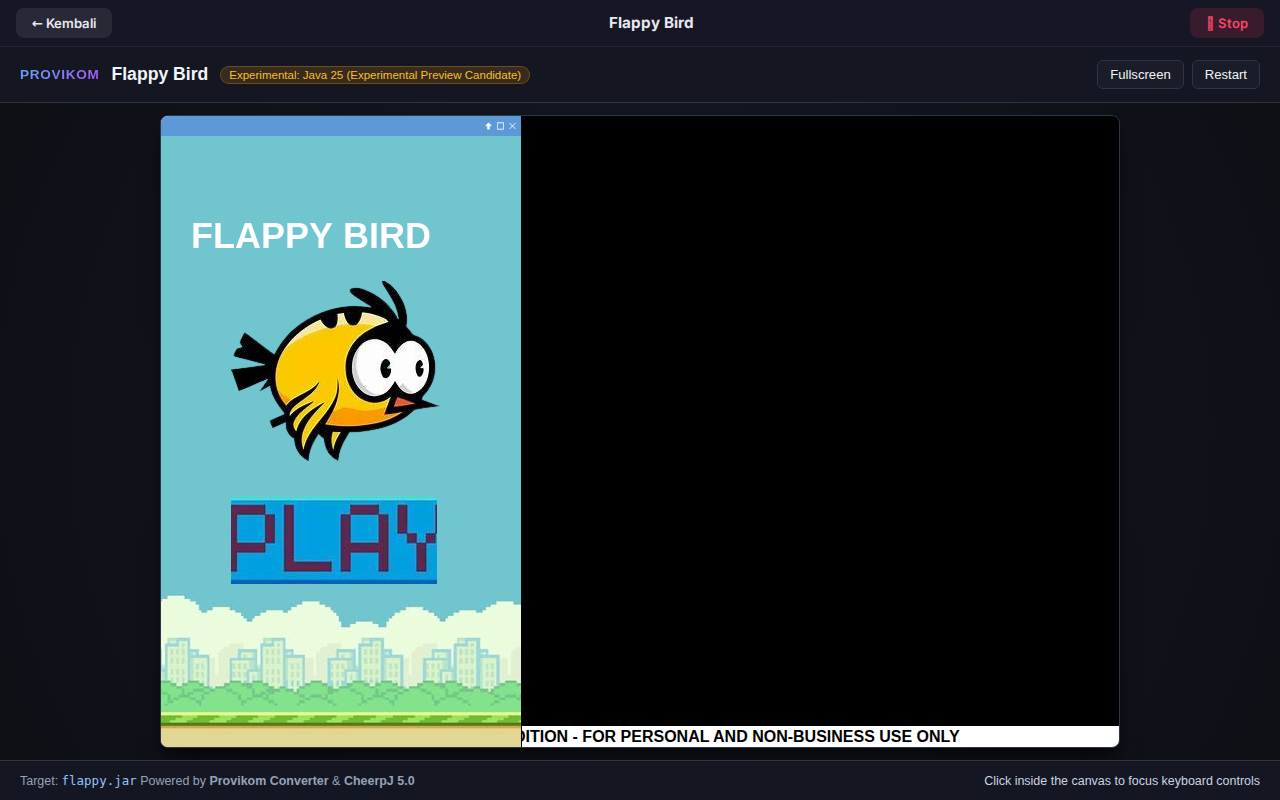 ← Kembali
Flappy Bird
Stop
PROVIKOM
Flappy Bird
Experimental: Java 25 (Experimental Preview Candidate)
Fullscreen
Restart
FLAPPY BIRD
PLAY
DITION - FOR PERSONAL AND NON-BUSINESS USE ONLY
Target: flappy.jar Powered by Provikom Converter & CheerpJ 5.0
Click inside the canvas to focus keyboard controls